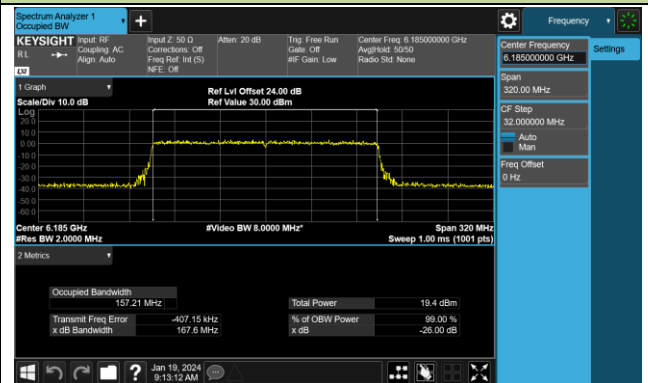 Spectrum Analyzer 1
Occupied BW
Frequency
KEYSIGHT
RL
Input: RF
Coupling: AC
Align: Auto
Input Z: 50 Ω
Corrections: Off
Freq Ref: Int (S)
NFE: Off
Atten: 20 dB
Trig: Free Run
Gate: Off
#IF Gain: Low
Center Freq: 6.185000000 GHz
Avg|Hold: 50/50
Radio Std: None
LXI
1 Graph
Scale/Div 10.0 dB
Ref Lvl Offset 24.00 dB
Ref Value 30.00 dBm
Log
20.0
10.0
0.00
-10.0
-20.0
-30.0
-40.0
-50.0
-60.0
Center 6.185 GHz
#Res BW 2.0000 MHz
#Video BW 8.0000 MHz*
Span 320 MHz
Sweep 1.00 ms (1001 pts)
2 Metrics
Occupied Bandwidth
157.21 MHz
Transmit Freq Error -407.15 kHz
x dB Bandwidth 167.6 MHz
Total Power 19.4 dBm
% of OBW Power 99.00 %
x dB -26.00 dB
Jan 19, 2024
9:13:12 AM
Center Frequency
6.185000000 GHz
Settings
Span
320.00 MHz
CF Step
32.000000 MHz
Auto
Man
Freq Offset
0 Hz